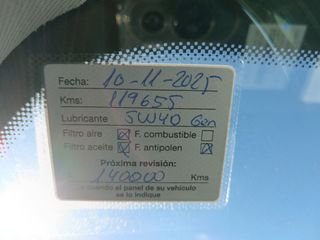 Fecha: 10-11-2025
Kms: 119655
Lubricante 5W40 Gen
Filtro aire F. combustible
Filtro aceite F. antipolen
Próxima revisión:
140000 Kms
o cuando el panel de su vehículo
se lo indique